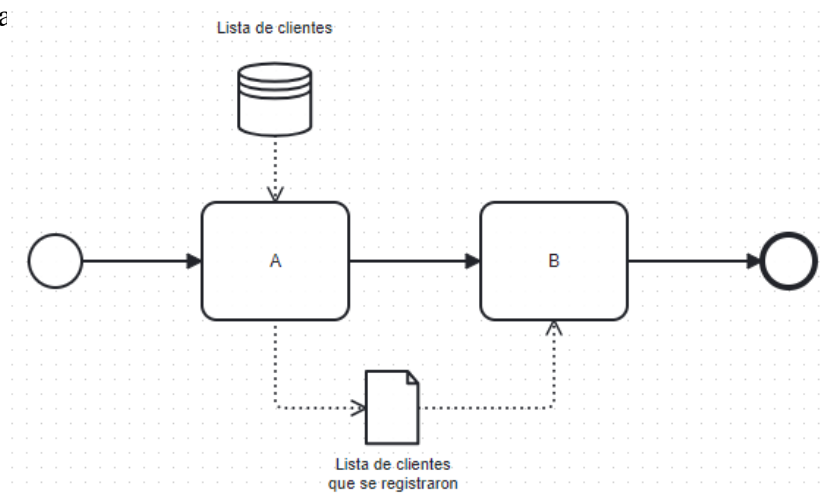 a
Lista de clientes
A
B
Lista de clientes
que se registraron